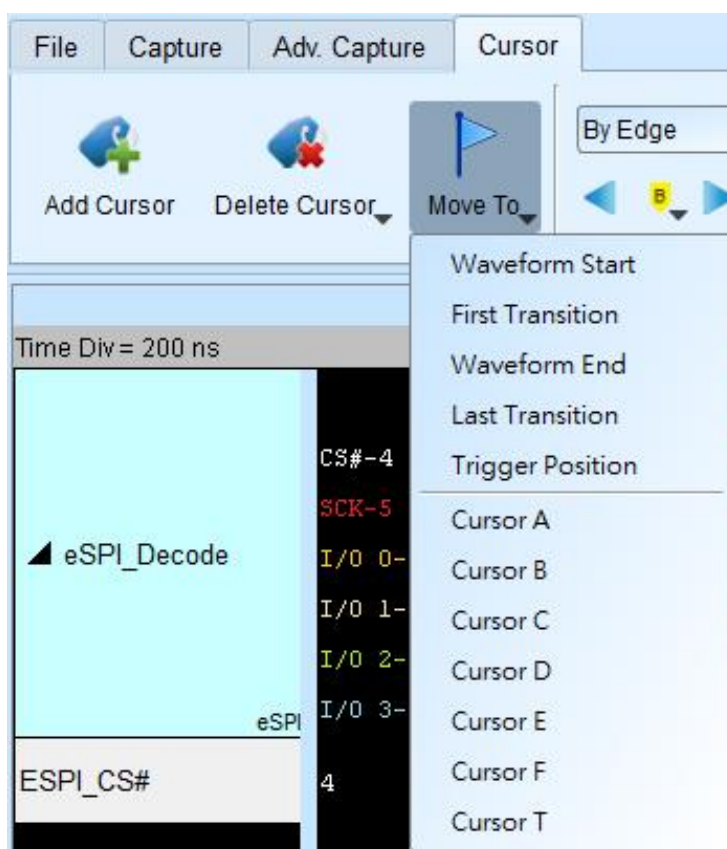 File Capture Adv. Capture Cursor
Add Cursor Delete Cursor Move To By Edge
B
Waveform Start
First Transition
Waveform End
Last Transition
Trigger Position
Cursor A
Cursor B
Cursor C
Cursor D
Cursor E
Cursor F
Cursor T
Time Div = 200 ns
eSPI_Decode
CS#-4
SCK-5
I/O 0-
I/O 1-
I/O 2-
I/O 3-
eSPI
ESPI_CS# 4